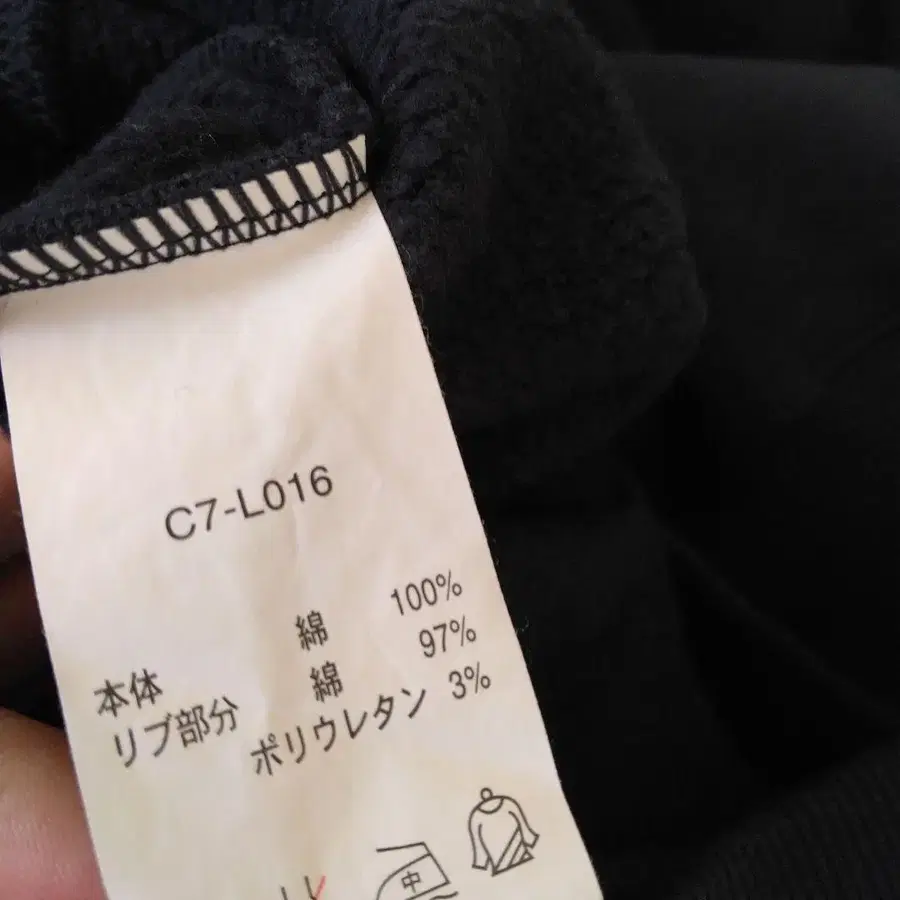 C7-L016
本体 綿 100%
リブ部分 綿 97%
ポリウレタン 3%
中